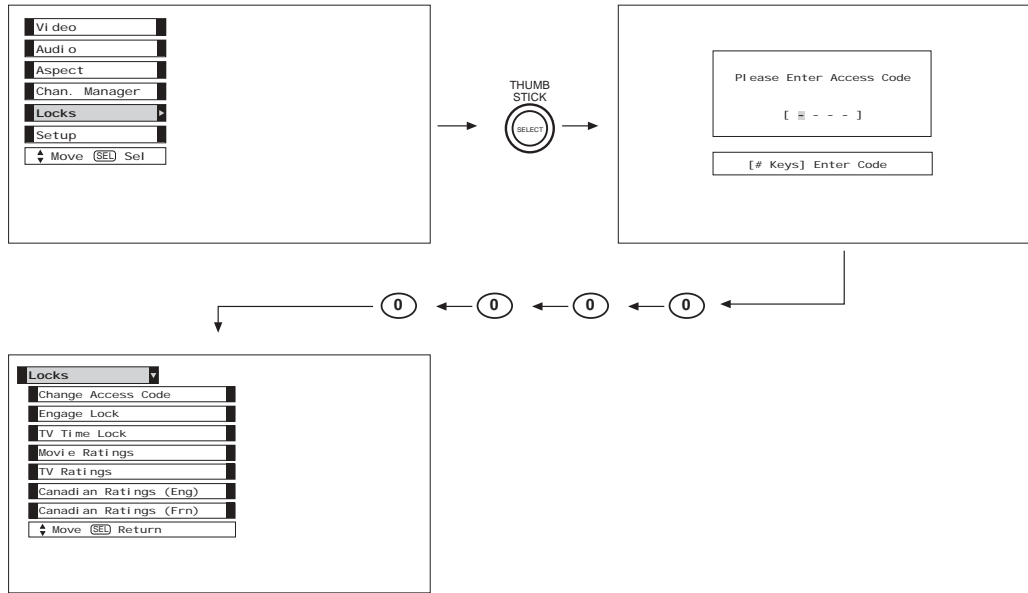 Video
Audio
Aspect
Chan. Manager
Locks
Setup
Move SEL Sel
THUMB
STICK
SELECT
Please Enter Access Code
[ - - - - ]
[# Keys] Enter Code
0 0 0 0
Locks
Change Access Code
Engage Lock
TV Time Lock
Movie Ratings
TV Ratings
Canadian Ratings (Eng)
Canadian Ratings (Frn)
Move SEL Return